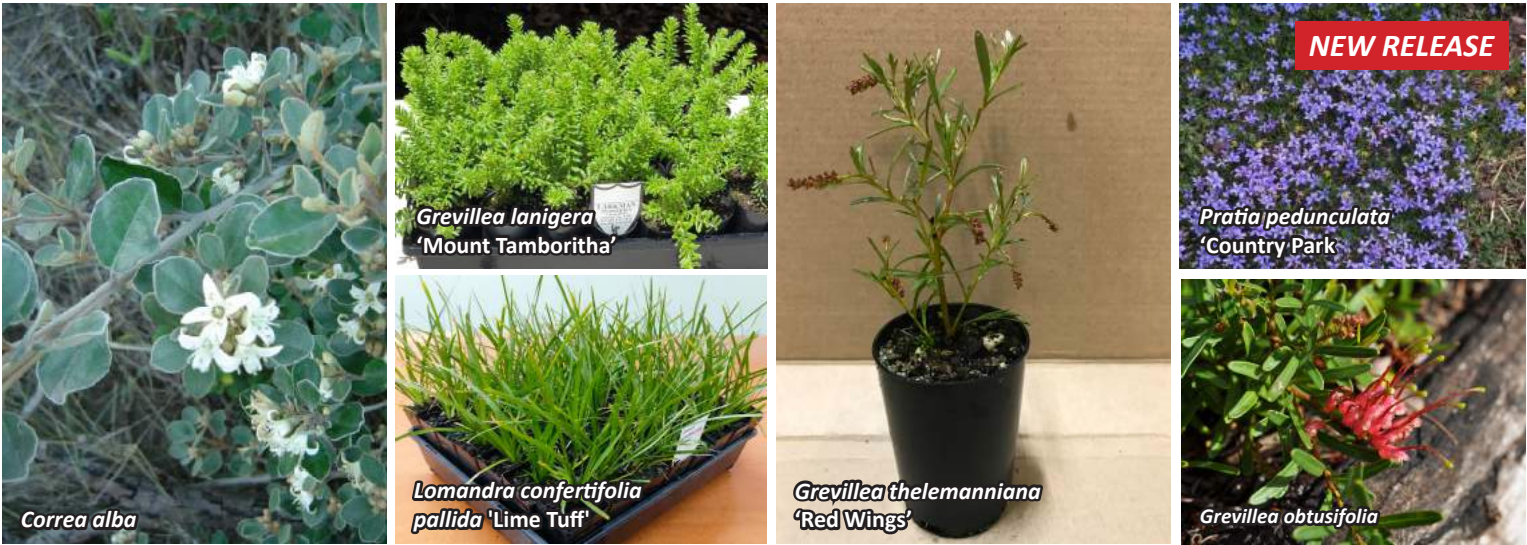 Correa alba
Grevillea lanigera
‘Mount Tamboritha’
LARKMAN
Lomandra confertifolia
pallida 'Lime Tuff'
Grevillea thelemanniana
‘Red Wings’
NEW RELEASE
Pratia pedunculata
‘Country Park
Grevillea obtusifolia